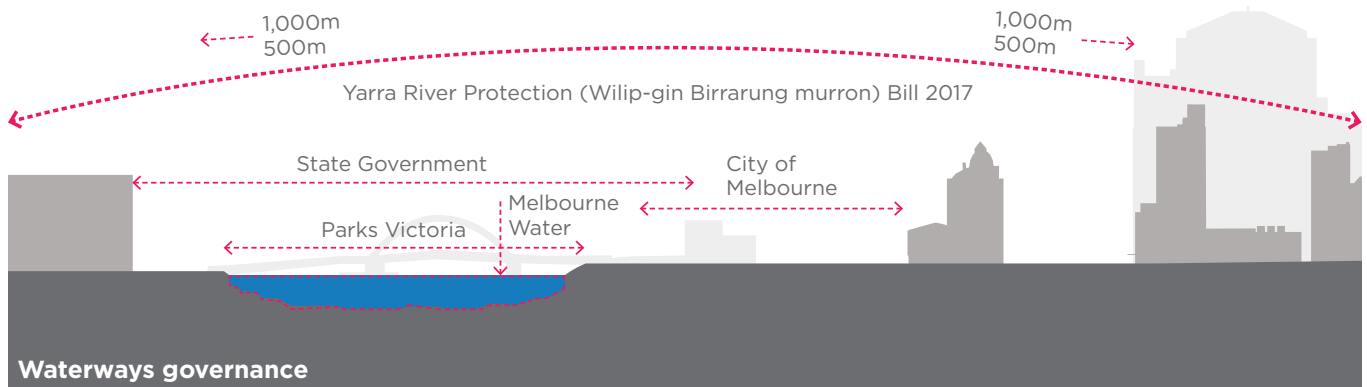 1,000m
500m
1,000m
500m
Yarra River Protection (Wilip-gin Birrarung murron) Bill 2017
State Government
City of
Melbourne
Melbourne
Water
Parks Victoria
Waterways governance